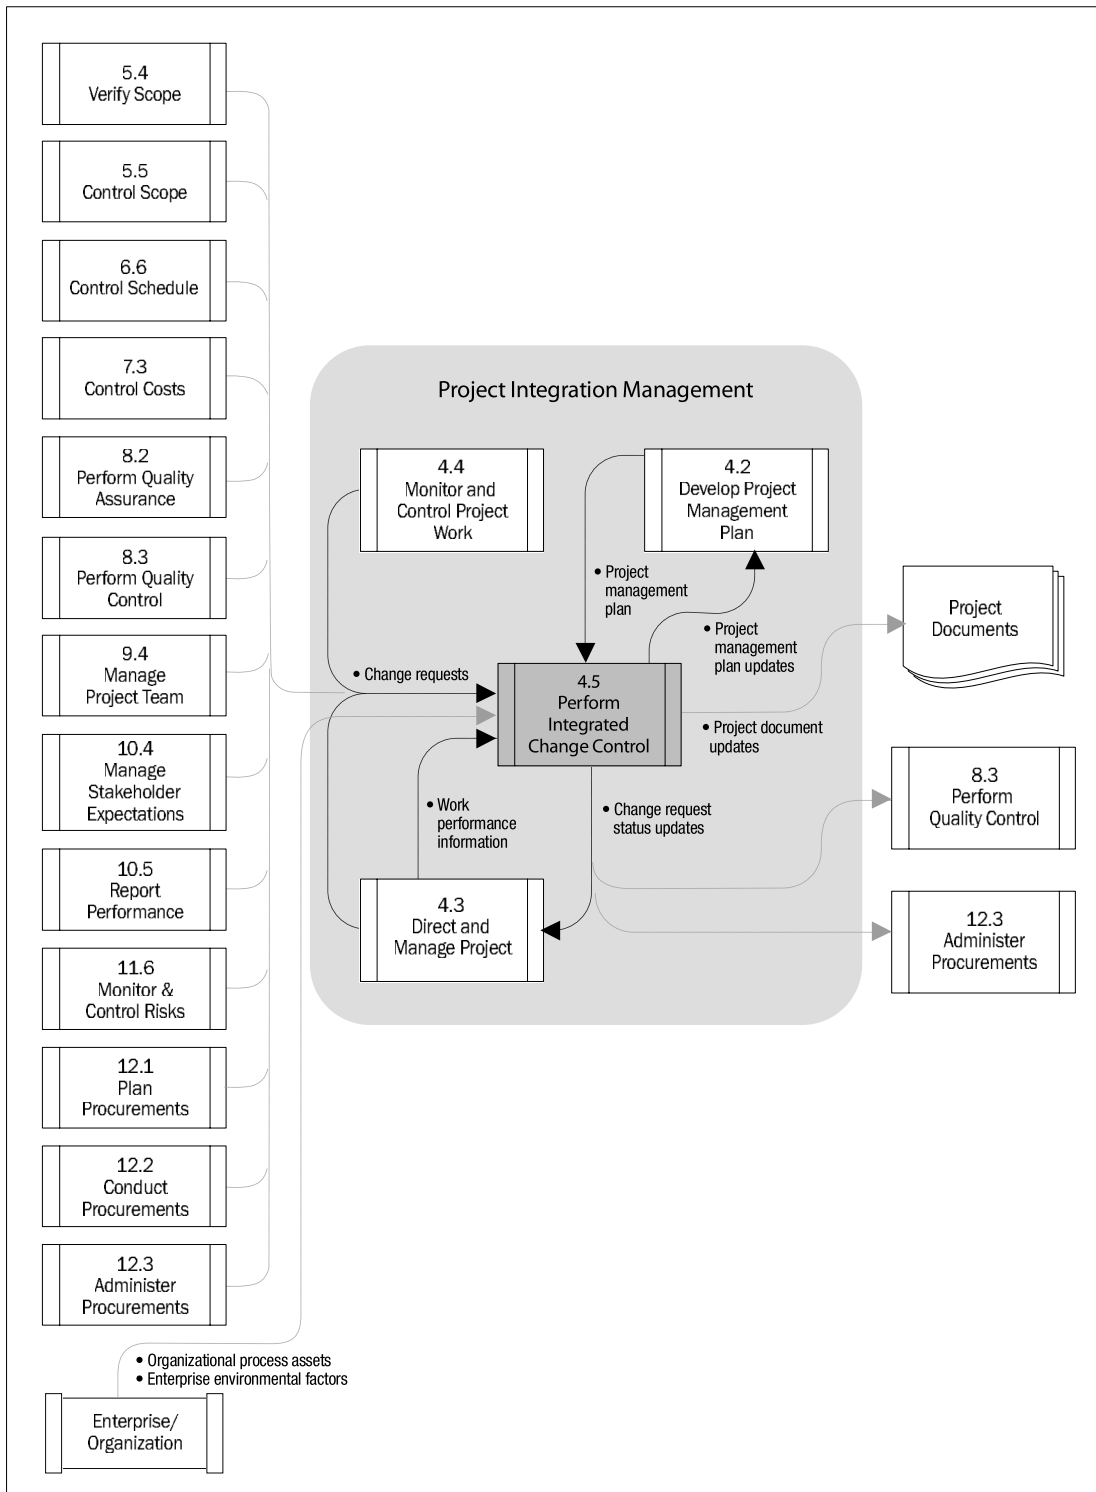 5.4
Verify Scope
5.5
Control Scope
6.6
Control Schedule
7.3
Control Costs
8.2
Perform Quality
Assurance
8.3
Perform Quality
Control
9.4
Manage
Project Team
10.4
Manage
Stakeholder
Expectations
10.5
Report
Performance
11.6
Monitor &
Control Risks
12.1
Plan
Procurements
12.2
Conduct
Procurements
12.3
Administer
Procurements
• Organizational process assets
• Enterprise environmental factors
Enterprise/
Organization
Project Integration Management
4.4
Monitor and
Control Project
Work
4.2
Develop Project
Management
Plan
• Project
management
plan
• Project
management
plan updates
• Change requests
4.5
Perform
Integrated
Change Control
• Project document
updates
• Work
performance
information
• Change request
status updates
4.3
Direct and
Manage Project
Project
Documents
8.3
Perform
Quality Control
12.3
Administer
Procurements